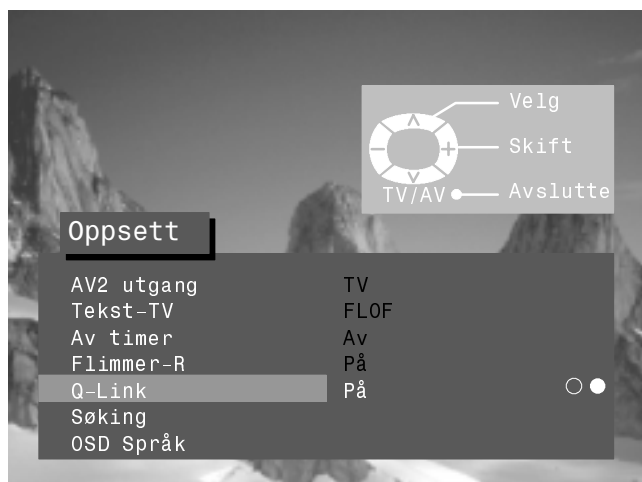 Velg
Skift
TV/AV Avslutte
Oppsett
AV2 utgang TV
Tekst-TV FLOF
Av timer Av
Flimmer-R På
Q-Link På
Søking
OSD Språk